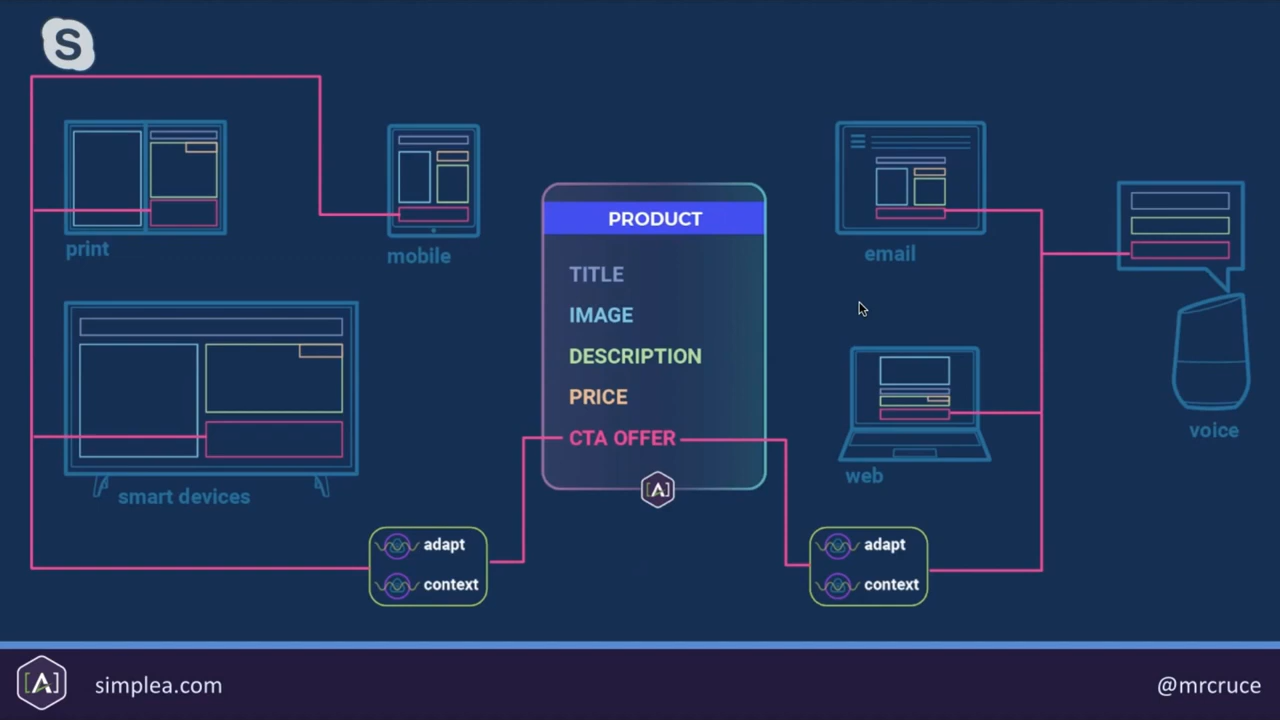 S
print
mobile
smart devices
PRODUCT
TITLE
IMAGE
DESCRIPTION
PRICE
CTA OFFER
[A]
email
web
voice
adapt
context
adapt
context
[A]
simplea.com
@mrcruce